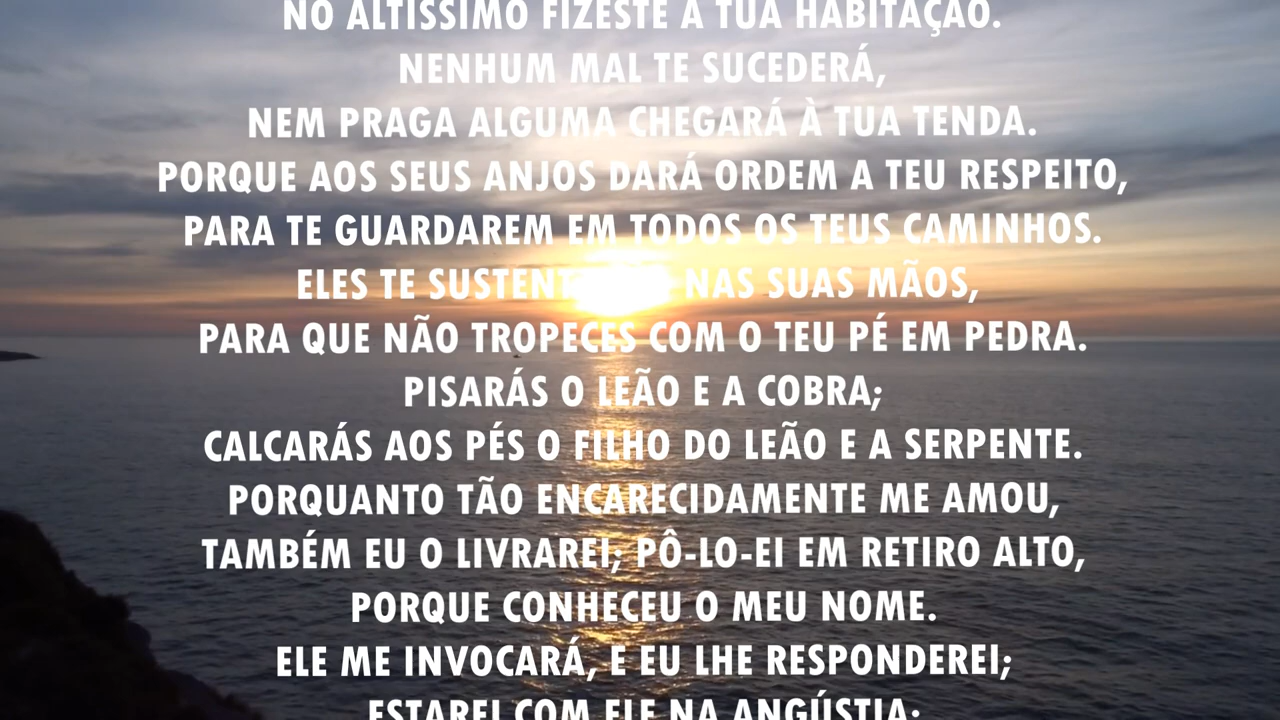 NO ALTÍSSIMO FIZESTE A TUA HABITAÇÃO.
NENHUM MAL TE SUCEDERÁ,
NEM PRAGA ALGUMA CHEGARÁ À TUA TENDA.
PORQUE AOS SEUS ANJOS DARÁ ORDEM A TEU RESPEITO,
PARA TE GUARDAREM EM TODOS OS TEUS CAMINHOS.
ELES TE NAS SUAS MÃOS,
PARA QUE NÃO TROPECES COM O TEU PÉ EM PEDRA.
PISARÁS O LEÃO E A COBRA;
CALCARÁS AOS PÉS O FILHO DO LEÃO E A SERPENTE.
PORQUANTO TÃO ENCARECIDAMENTE ME AMOU,
TAMBÉM EU O LIVRAREI; PÔ-LO-EI EM RETIRO ALTO,
PORQUE CONHECEU O MEU NOME.
ELE ME INVOCARÁ, E EU LHE RESPONDEREI;
ESTAREI COM ELE NA ANGÚSTIA;